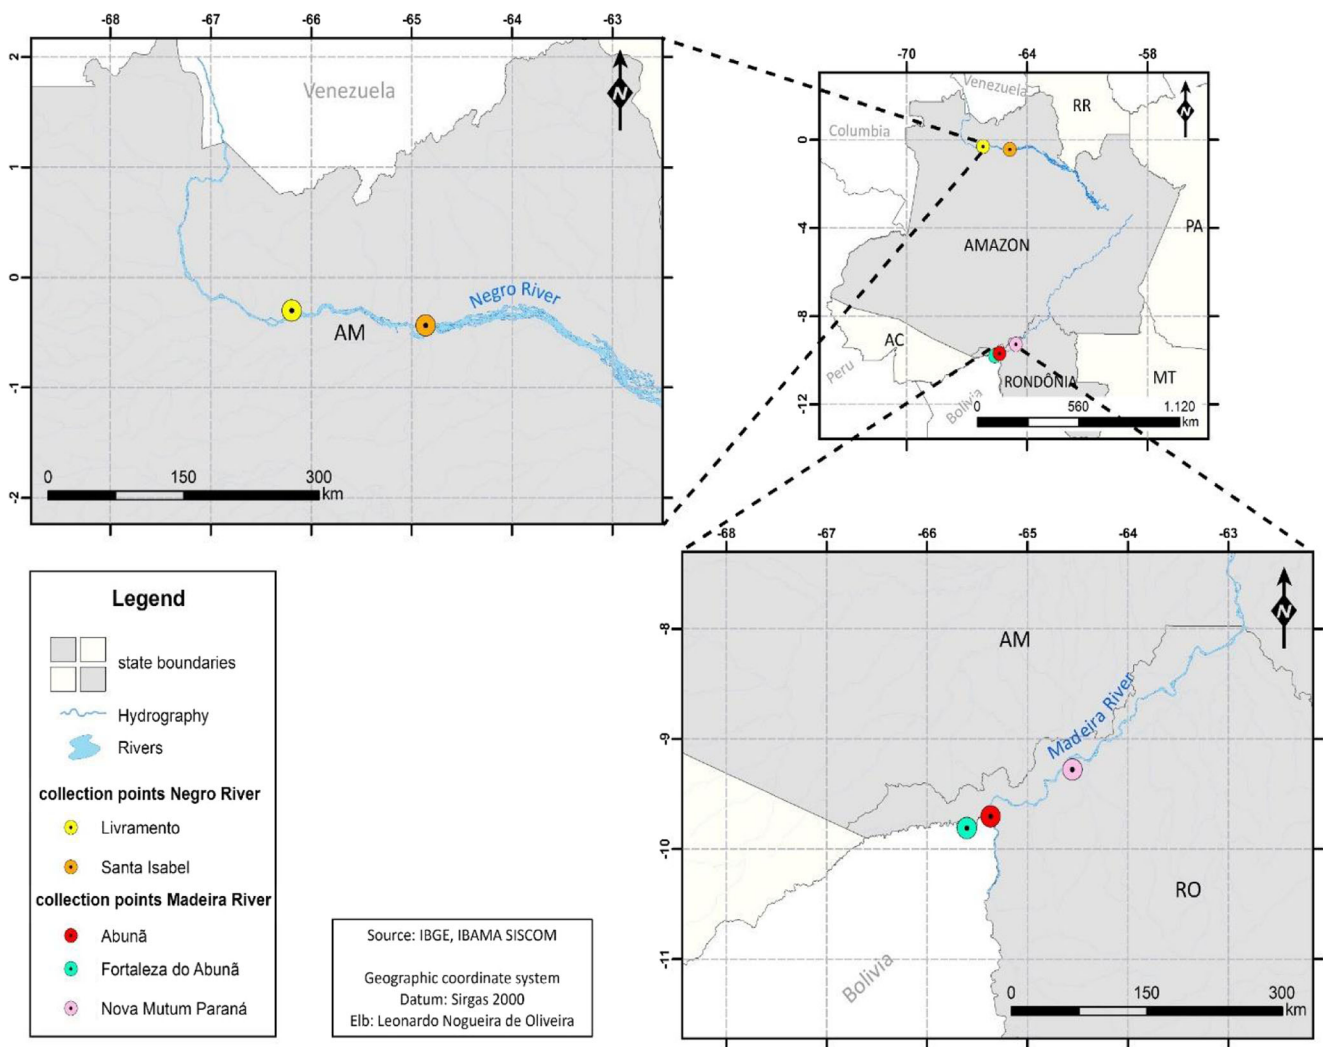 -68 -67 -66 -65 -64 -63
2
1
0
-1
-2
Venezuela
N
Negro River
AM
0 150 300
km
-70 -64 -58
0
-4
-8
-12
Venezuela
RR
N
Columbia
AMAZON
PA
AC
Peru
RONDÔNIA
MT
Bolivia
0 560 1.120
km
-68 -67 -66 -65 -64 -63
-8
-9
-10
-11
N
AM
Madeira River
RO
Bolivia
0 150 300
km
Legend
state boundaries
Hydrography
Rivers
collection points Negro River
Livramento
Santa Isabel
collection points Madeira River
Abunã
Fortaleza do Abunã
Nova Mutum Paraná
Source: IBGE, IBAMA SISCOM
Geographic coordinate system
Datum: Sirgas 2000
Elb: Leonardo Nogueira de Oliveira